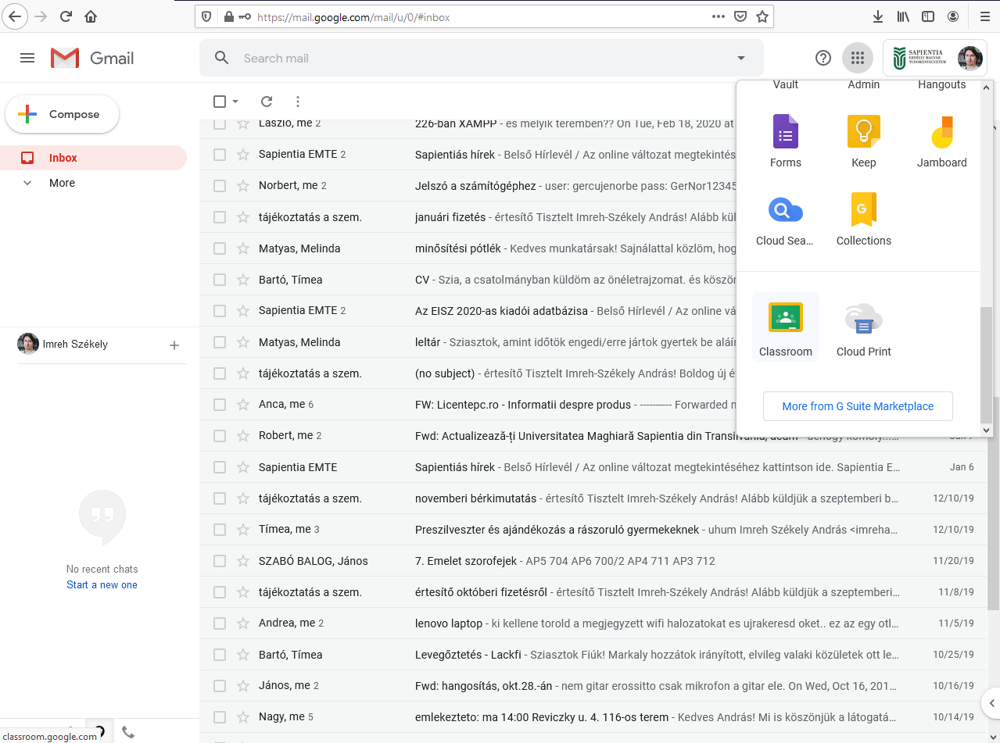 https://mail.google.com/mail/u/0/#inbox
Gmail
Search mail
SAPIENTIA
ERDÉLYI MAGYAR
TUDOMÁNYEGYETEM
Compose
Inbox
More
Imreh Székely
No recent chats
Start a new one
classroom.google.com
László, me 2 226-ban XAMPP - és melyik teremben?? On Tue, Feb 18, 2020 at
Sapientia EMTE 2 Sapientiás hírek - Belső Hírlevél / Az online változat megtekintés
Norbert, me 2 Jelszó a számítógéphez - user: gercujenorbe pass: GerNor12345
tájékoztatás a szem. januári fizetés - értesítő Tisztelt Imreh-Székely András! Alább kül
Matyas, Melinda minősítési pótlék - Kedves munkatársak! Sajnálattal közlöm, hog
Bartó, Tímea CV - Szia, a csatolmányban küldöm az önéletrajzomat. és köször
Sapientia EMTE 2 Az EISZ 2020-as kiadói adatbázisa - Belső Hírlevél / Az online vá
Matyas, Melinda leltár - Sziasztok, amint időtök engedi/erre jártok gyertek be aláír
tájékoztatás a szem. (no subject) - értesítő Tisztelt Imreh-Székely András! Boldog új é
Anca, me 6 FW: Licentepc.ro - Informatii despre produs - ---------- Forwarded m
Robert, me 2 Fwd: Actualizează-ți Universitatea Maghiară Sapientia din Transilvania, acum - dehogy komoly...… Jan 7
Sapientia EMTE Sapientiás hírek - Belső Hírlevél / Az online változat megtekintéséhez kattintson ide. Sapientia E… Jan 6
tájékoztatás a szem. novemberi bérkimutatás - értesítő Tisztelt Imreh-Székely András! Alább küldjük a szeptemberi b… 12/10/19
Tímea, me 3 Preszilveszter és ajándékozás a rászoruló gyermekeknek - uhum Imreh Székely András <imreha… 12/10/19
SZABÓ BALOG, János 7. Emelet szorofejek - AP5 704 AP6 700/2 AP4 711 AP3 712 11/20/19
tájékoztatás a szem. értesítő októberi fizetésről - értesítő Tisztelt Imreh-Székely András! Alább küldjük a szeptemberi… 11/8/19
Andrea, me 2 lenovo laptop - ki kellene torold a megjegyzett wifi halozatokat es ujrakeresd oket.. ez az egy otl… 11/5/19
Bartó, Tímea Levegőztetés - Lackfi - Sziasztok Fiúk! Markaly hozzátok irányított, elvileg valaki közületek ott le… 10/25/19
János, me 2 Fwd: hangosítás, okt.28.-án - nem gitar erossitto csak mikrofon a gitar ele. On Wed, Oct 16, 201… 10/16/19
Nagy, me 5 emlekezteto: ma 14:00 Reviczky u. 4. 116-os terem - Kedves András! Mi is köszönjük a látogatá… 10/14/19
Vault Admin Hangouts
Forms Keep Jamboard
Cloud Sea… Collections
Classroom Cloud Print
More from G Suite Marketplace